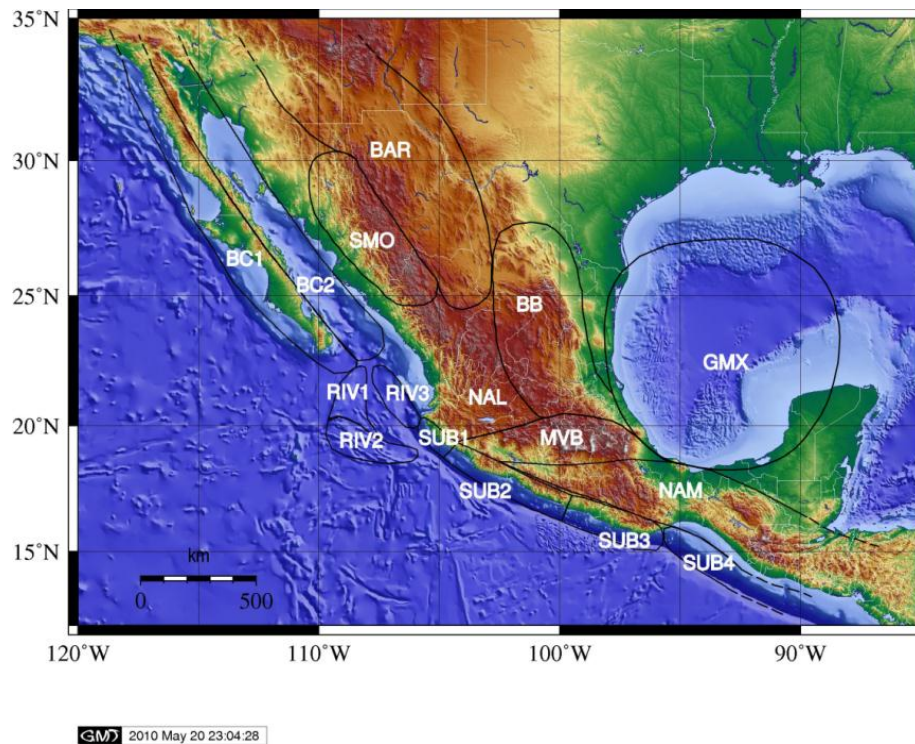 35°N
BAR
30°N
SMO
BC1
BC2
25°N
BB
GMX
RIV1
RIV3
NAL
20°N
RIV2
SUB1
MVB
SUB2
NAM
SUB3
15°N
km
SUB4
0
500
120°W
110°W
100°W
90°W
GMD 2010 May 20 23:04:28